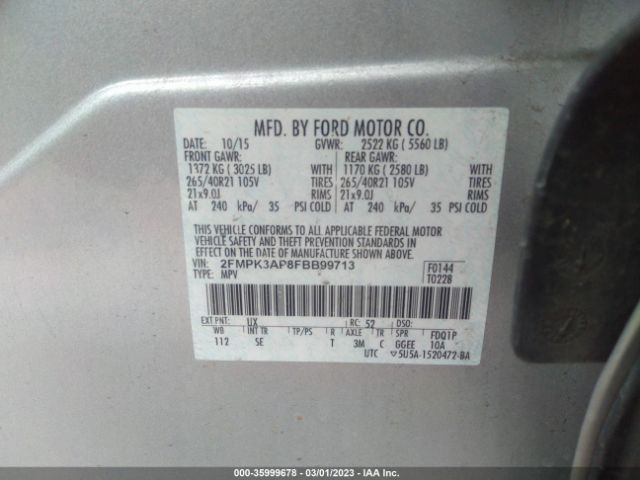 MFD. BY FORD MOTOR CO.
DATE: 10/15 GVWR: 2522 KG ( 5560 LB)
FRONT GAWR: REAR GAWR:
1372 KG ( 3025 LB) WITH 1170 KG ( 2580 LB) WITH
265/40R21 105V TIRES 265/40R21 105V TIRES
21x9.0J RIMS 21x9.0J RIMS
AT 240 kPa/ 35 PSI COLD AT 240 kPa/ 35 PSI COLD
THIS VEHICLE CONFORMS TO ALL APPLICABLE FEDERAL MOTOR
VEHICLE SAFETY AND THEFT PREVENTION STANDARDS IN
EFFECT ON THE DATE OF MANUFACTURE SHOWN ABOVE.
VIN: 2FMPK3AP8FBB99713 F0144
TYPE: MPV T0228
EXT PNT: UX RC: 52 DSO:
WB INT TR TP/PS R AXLE TR SPR FDQ1P
112 SE T 3M C GGEE 10A
UTC ▽5U5A-1520472-BA
000-35999678 - 03/01/2023 - IAA Inc.